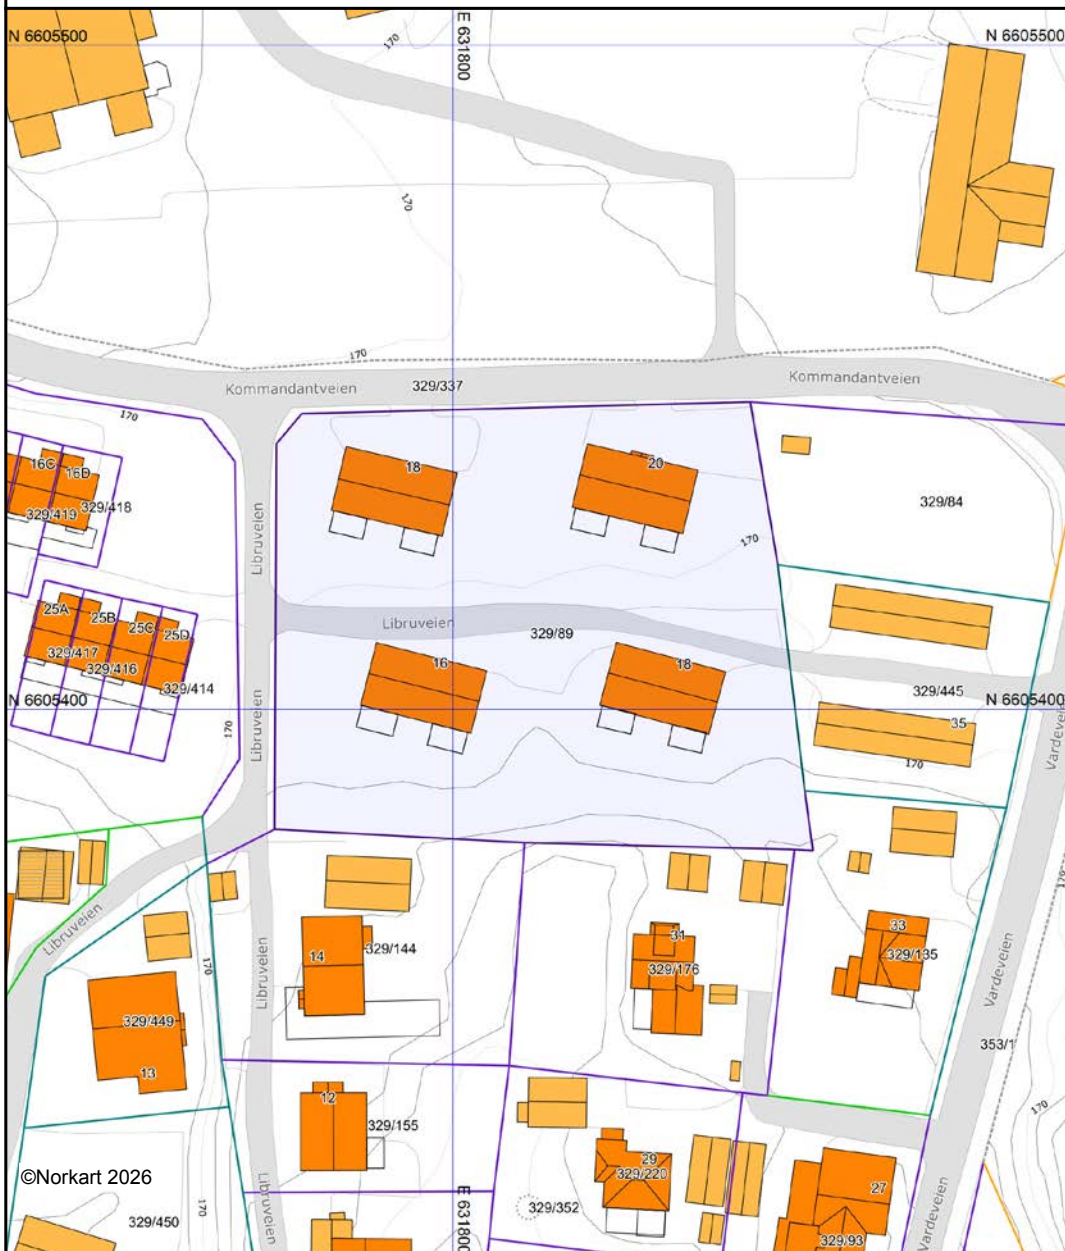 N 6605500
E 631800
N 6605500
170
170
170
Kommandantveien
329/337
Kommandantveien
170
16C
16D
329/418
329/419
18
20
329/84
Libruveien
170
25A
25B
25C
25D
329/417
329/416
329/414
Libruveien
329/89
16
18
329/445
N 6605400
N 6605400
35
170
Libruveien
170
Vardeveien
170
Libruveien
170
14
329/144
31
329/176
33
329/135
Libruveien
Vardeveien
329/449
13
353/1
12
329/155
170
29
329/220
27
©Norkart 2026
329/450
170
Libruveien
E 631800
329/352
329/93
Vardeveien